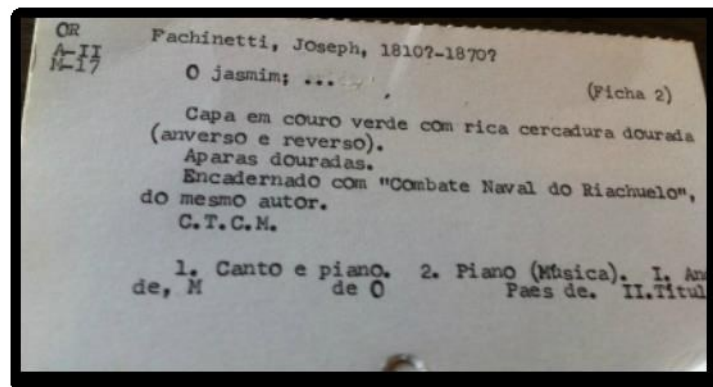 OR
A-II
M-17
Fachinetti, Joseph, 1810?-1870?
O jasmim; ...
(Ficha 2)
Capa em couro verde com rica cercadura dourada
(anverso e reverso).
Aparas douradas.
Encadernado com "Combate Naval do Riachuelo",
do mesmo autor.
C.T.C.M.
1. Canto e piano. 2. Piano (Música). I. An
de, M de O Paes de. II.Títul